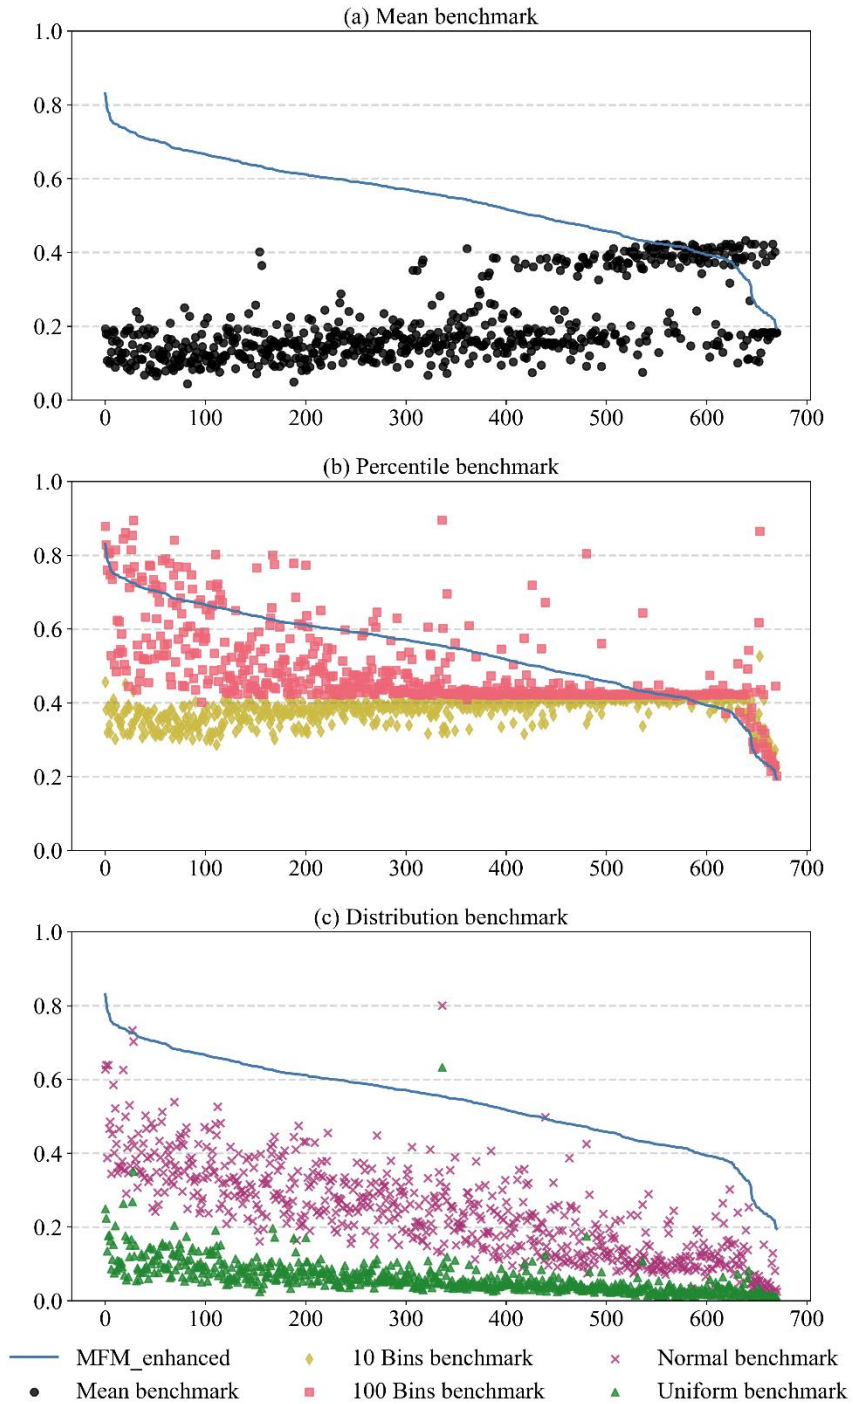 (a) Mean benchmark
1.0
0.8
0.6
0.4
0.2
0.0
0 100 200 300 400 500 600 700
(b) Percentile benchmark
1.0
0.8
0.6
0.4
0.2
0.0
0 100 200 300 400 500 600 700
(c) Distribution benchmark
1.0
0.8
0.6
0.4
0.2
0.0
0 100 200 300 400 500 600 700
MFM_enhanced 10 Bins benchmark Normal benchmark
Mean benchmark 100 Bins benchmark Uniform benchmark